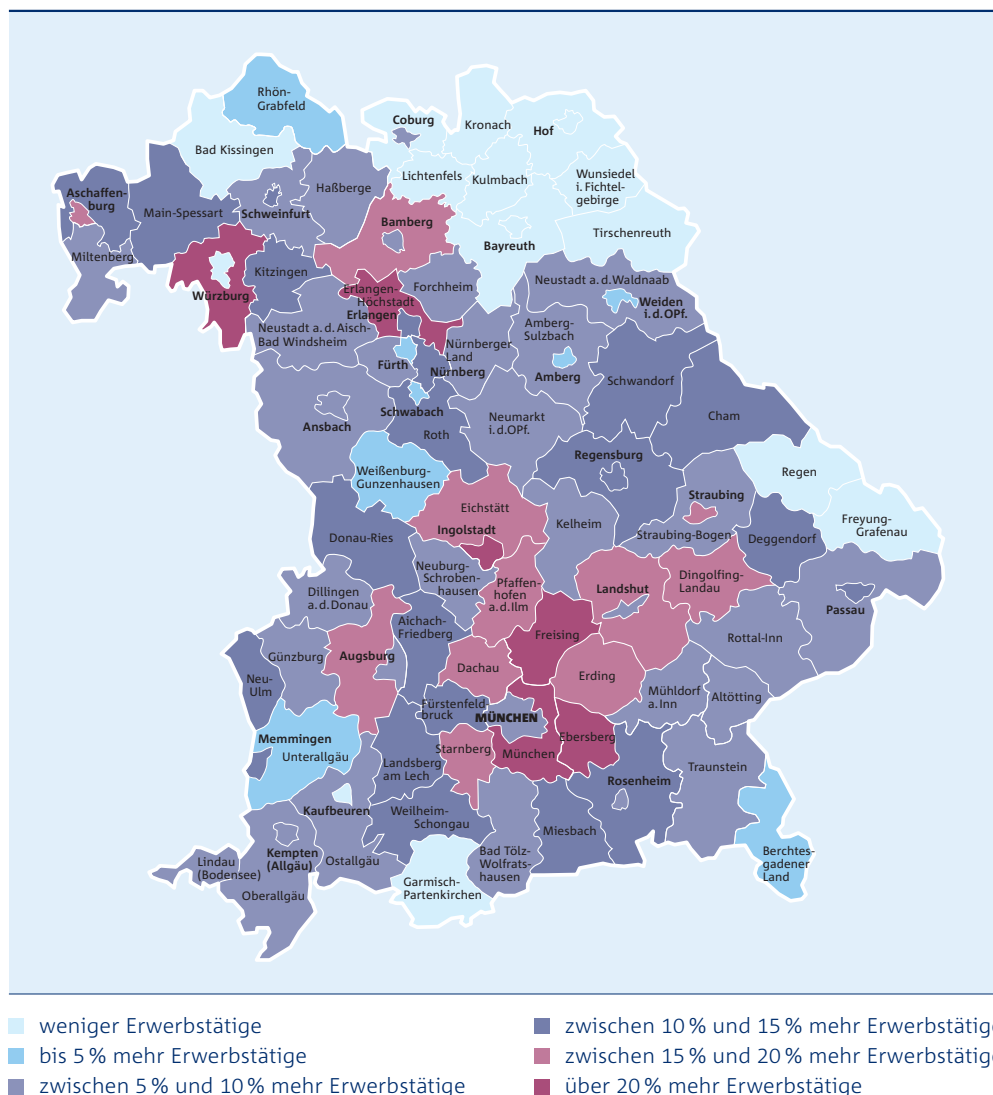 Rhön-
Grabfeld
Coburg
Kronach
Hof
Bad Kissingen
Lichtenfels
Kulmbach
Wunsiedel
i. Fichtel-
gebirge
Aschaffen-
burg
Main-Spessart
Schweinfurt
Haßberge
Bamberg
Bayreuth
Tirschenreuth
Miltenberg
Würzburg
Kitzingen
Erlangen-
Höchstadt
Erlangen
Forchheim
Neustadt a. d. Waldnaab
Weiden
i. d. OPf.
Neustadt a. d. Aisch-
Bad Windsheim
Fürth
Nürnberger
Land
Nürnberg
Amberg-
Sulzbach
Amberg
Schwandorf
Cham
Ansbach
Schwabach
Roth
Neumarkt
i. d. OPf.
Regensburg
Weißenburg-
Gunzenhausen
Regen
Freyung-
Grafenau
Eichstätt
Ingolstadt
Kelheim
Straubing
Straubing-Bogen
Deggendorf
Donau-Ries
Neuburg-
Schroben-
hausen
Pfaffen-
hofen
a. d. Ilm
Landshut
Dingolfing-
Landau
Passau
Dillingen
a. d. Donau
Aichach-
Friedberg
Freising
Rottal-Inn
Günzburg
Augsburg
Dachau
Erding
Neu-
Ulm
Mühldorf
a. Inn
Altötting
Fürstenfeld-
bruck
MÜNCHEN
Memmingen
Unterallgäu
Landsberg
am Lech
Starnberg
München
Ebersberg
Traunstein
Rosenheim
Kaufbeuren
Weilheim-
Schongau
Miesbach
Berchtes-
gadener
Land
Lindau
(Bodensee)
Kempten
(Allgäu)
Ostallgäu
Oberallgäu
Garmisch-
Partenkirchen
Bad Tölz-
Wolfrats-
hausen
weniger Erwerbstätige
bis 5 % mehr Erwerbstätige
zwischen 5 % und 10 % mehr Erwerbstätige
zwischen 10 % und 15 % mehr Erwerbstätig
zwischen 15 % und 20 % mehr Erwerbstätig
über 20 % mehr Erwerbstätige